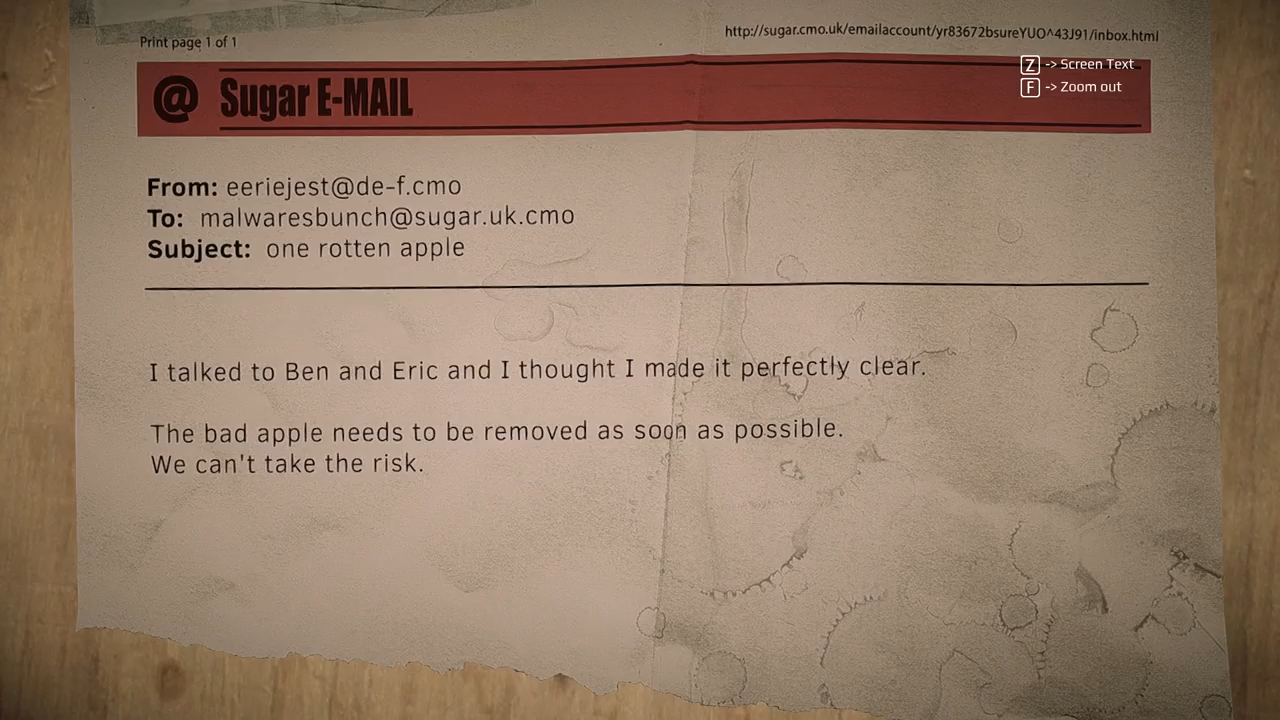 Print page 1 of 1
http://sugar.cmo.uk/emailaccount/yr83672bsureYUO^43J91/inbox.html
Z -> Screen Text
F -> Zoom out
@ Sugar E-MAIL
From: eeriejest@de-f.cmo
To: malwaresbunch@sugar.uk.cmo
Subject: one rotten apple
I talked to Ben and Eric and I thought I made it perfectly clear.
The bad apple needs to be removed as soon as possible.
We can't take the risk.